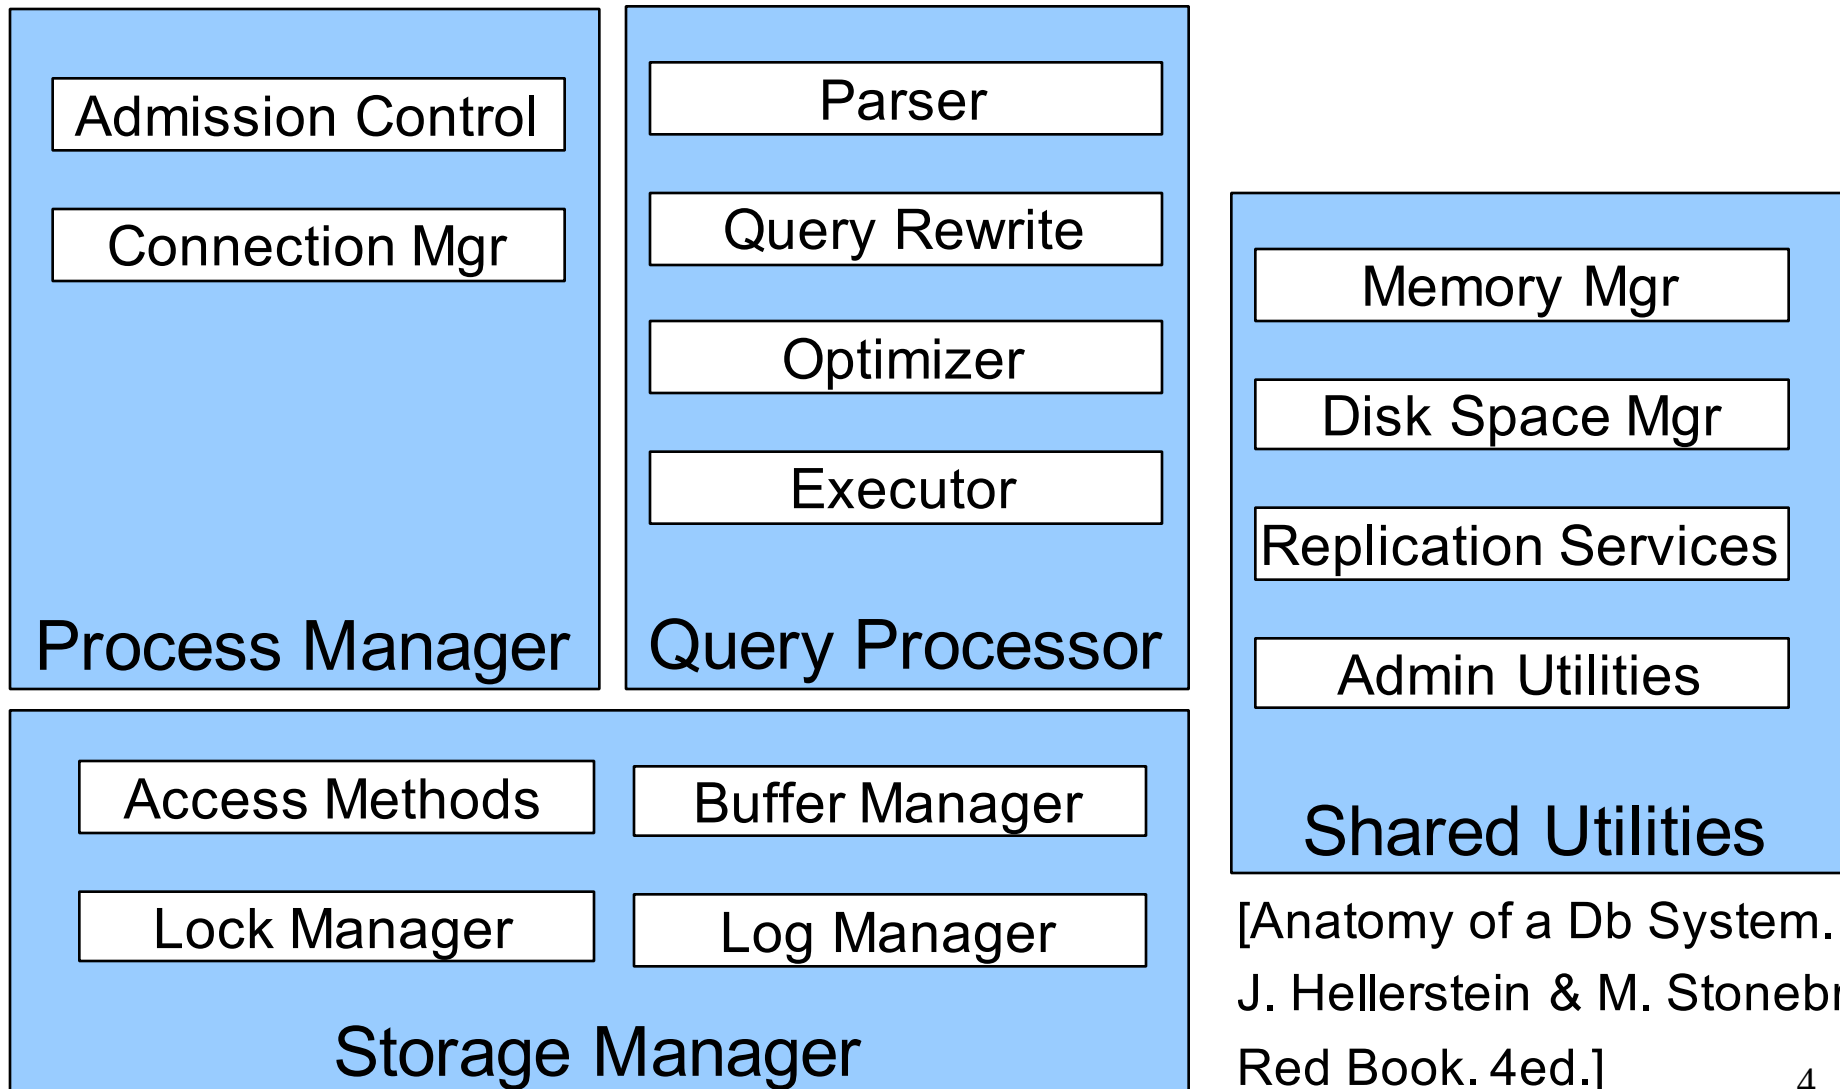 Admission Control
Connection Mgr
Process Manager
Parser
Query Rewrite
Optimizer
Executor
Query Processor
Memory Mgr
Disk Space Mgr
Replication Services
Admin Utilities
Shared Utilities
Access Methods
Buffer Manager
Lock Manager
Log Manager
Storage Manager
[Anatomy of a Db System.
J. Hellerstein & M.
Red Book. 4ed.]
4